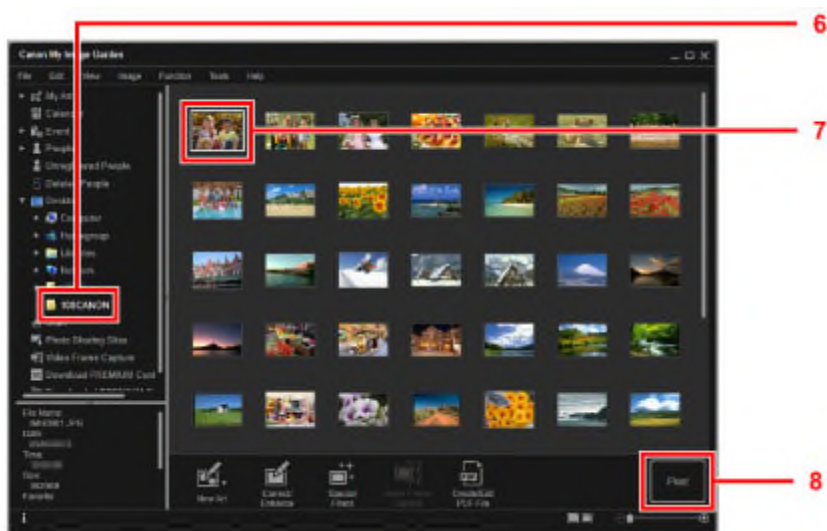 6
Canon My Image Garden
File Edit View Image Function Tools Help
My Art
7
Calendar
Event
People
Unregistered People
Deleted People
Desktop
Computer
Homegroup
Libraries
Network
100CANON
Photo Sharing Sites
Video Frame Capture
Download PREMIUM Cont
File Name:
Date:
Time:
Size:
Favorite
New Art
Correct/
Enhance
Special
Filters
Create/Edit
PDF File
Print
8